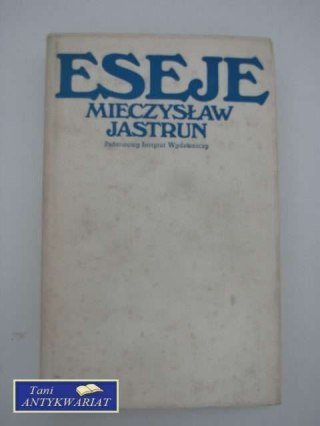 ESEJE
MIECZYSŁAW
JASTRUN
Państwowy Instytut Wydawniczy
Tani
ANTYKWARIAT